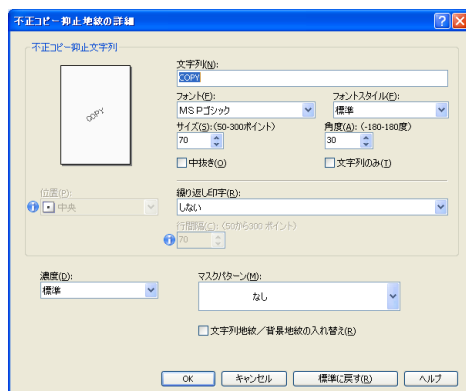 不正コピー抑止地紋の詳細
不正コピー抑止文字列
COPY
文字列(N):
COPY
フォント(F):
フォントスタイル(E):
MS Pゴシック
標準
サイズ(S):(50-300ポイント)
角度(A): (-180-180度)
70
30
中抜き(O)
文字列のみ(T)
位置(P):
中央
繰り返し印字(R):
しない
行間隔(C): (50から300 ポイント)
70
濃度(D):
標準
マスクパターン(M):
なし
文字列地紋/背景地紋の入れ替え(B)
OK
キャンセル
標準に戻す(R)
ヘルプ